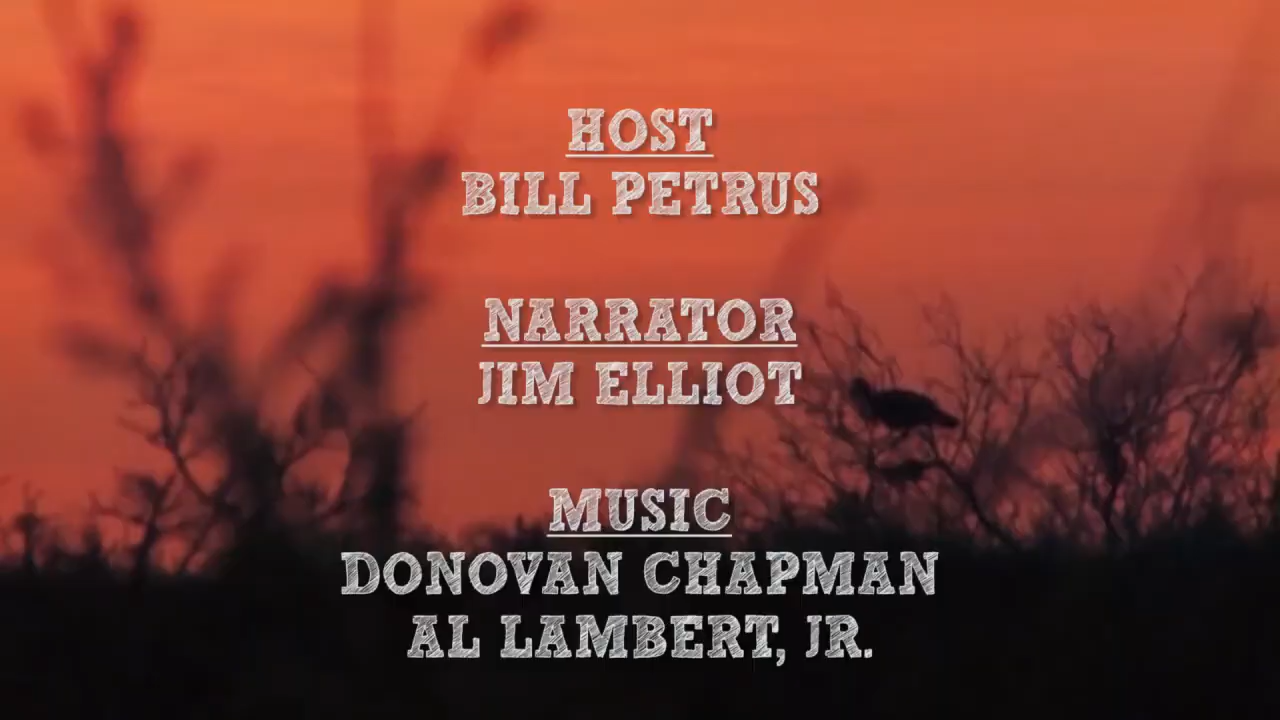 HOST
BILL PETRUS
NARRATOR
JIM ELLIOT
MUSIC
DONOVAN CHAPMAN
AL LAMBERT, JR.